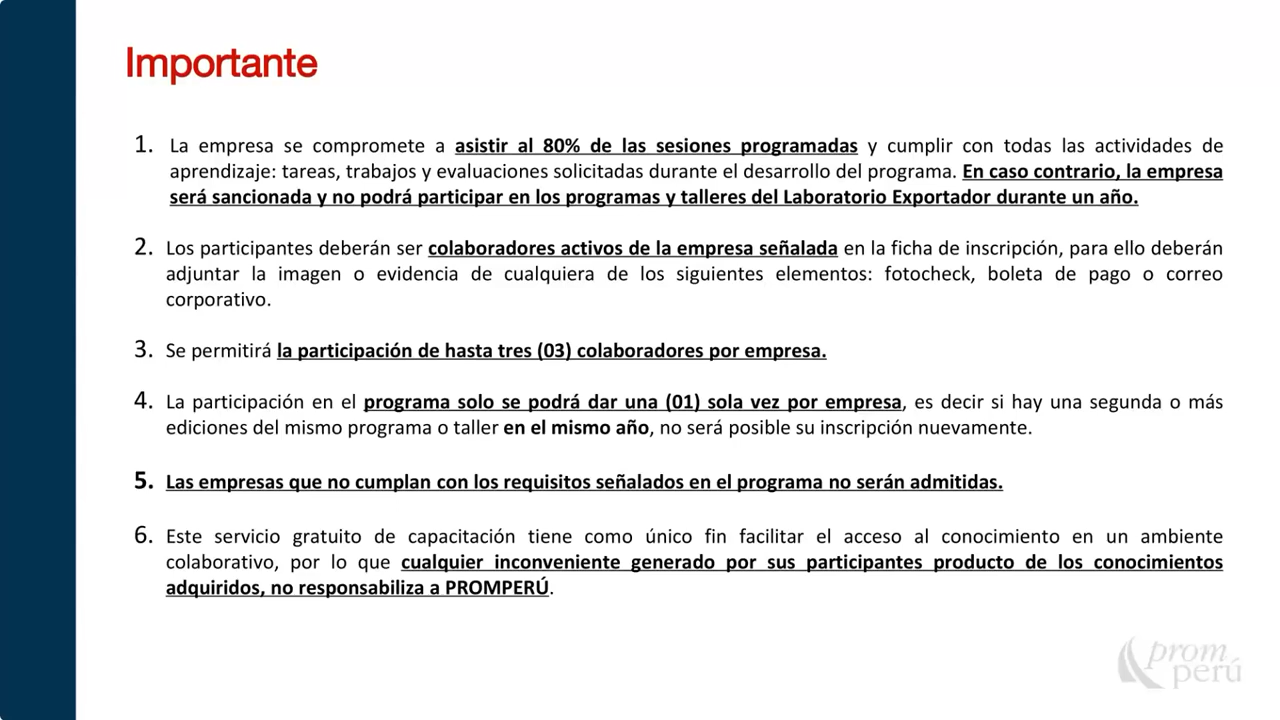 Importante
1. La empresa se compromete a asistir al 80% de las sesiones programadas y cumplir con todas las actividades de
aprendizaje: tareas, trabajos y evaluaciones solicitadas durante el desarrollo del programa. En caso contrario, la empresa
será sancionada y no podrá participar en los programas y talleres del Laboratorio Exportador durante un año.
2. Los participantes deberán ser colaboradores activos de la empresa señalada en la ficha de inscripción, para ello deberán
adjuntar la imagen o evidencia de cualquiera de los siguientes elementos: fotocheck, boleta de pago o correo
corporativo.
3. Se permitirá la participación de hasta tres (03) colaboradores por empresa.
4. La participación en el programa solo se podrá dar una (01) sola vez por empresa, es decir si hay una segunda o más
ediciones del mismo programa o taller en el mismo año, no será posible su inscripción nuevamente.
5. Las empresas que no cumplan con los requisitos señalados en el programa no serán admitidas.
6. Este servicio gratuito de capacitación tiene como único fin facilitar el acceso al conocimiento en un ambiente
colaborativo, por lo que cualquier inconveniente generado por sus participantes producto de los conocimientos
adquiridos, no responsabiliza a PROMPERÚ.
prom
perú